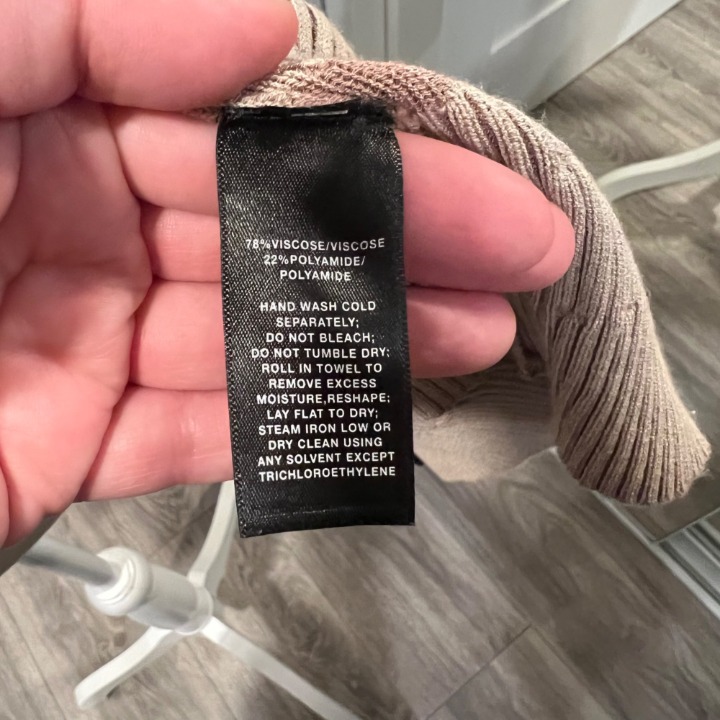 78%VISCOSE/VISCOSE
22%POLYAMIDE/
POLYAMIDE
HAND WASH COLD
SEPARATELY;
DO NOT BLEACH;
DO NOT TUMBLE DRY;
ROLL IN TOWEL TO
REMOVE EXCESS
MOISTURE,RESHAPE;
LAY FLAT TO DRY;
STEAM IRON LOW OR
DRY CLEAN USING
ANY SOLVENT EXCEPT
TRICHLOROETHYLENE